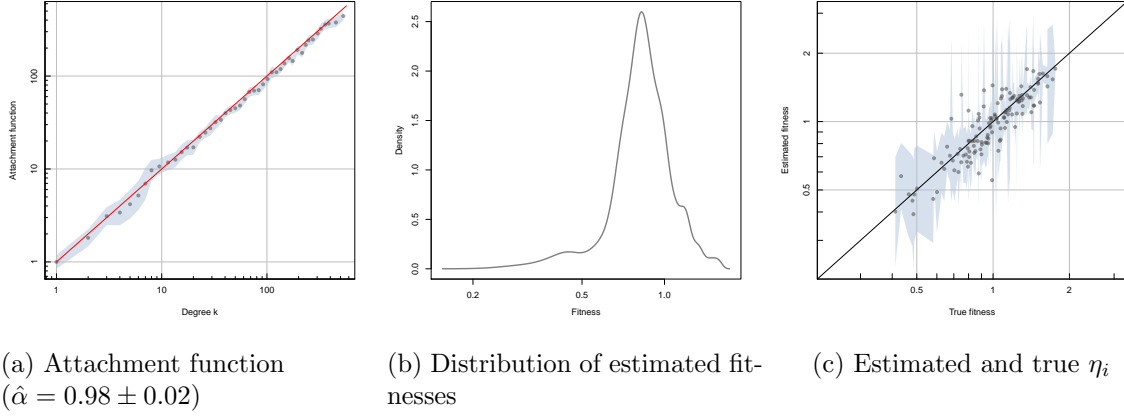 100
10
1
Attachment function
1
10
100
Degree k
2.5
2.0
1.5
1.0
0.5
0.0
Density
0.2
0.5
1.0
Fitness
2
1
0.5
Estimated fitness
0.5
1
2
True fitness
(a) Attachment function
(α̂ = 0.98 ± 0.02)
(b) Distribution of estimated fit-
nesses
(c) Estimated and true ηi